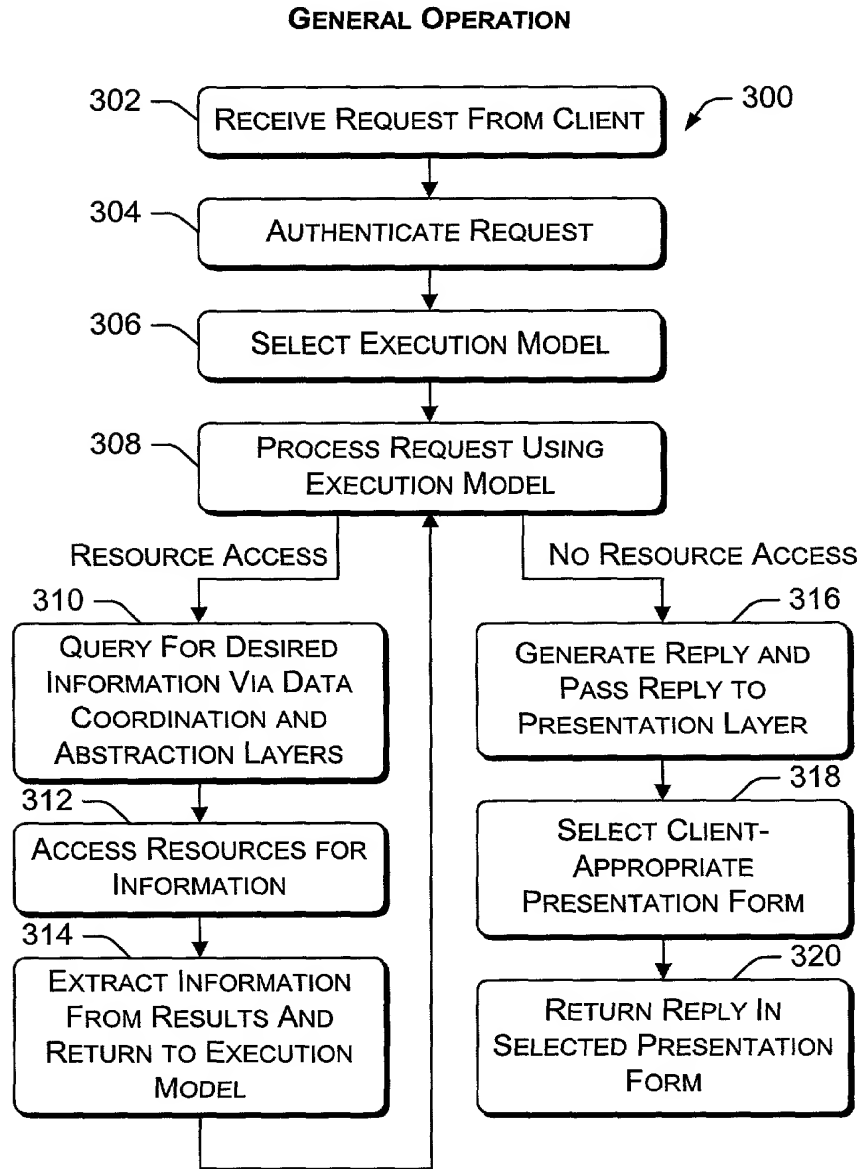 GENERAL OPERATION
302
RECEIVE REQUEST FROM CLIENT
300
304
AUTHENTICATE REQUEST
306
SELECT EXECUTION MODEL
308
PROCESS REQUEST USING
EXECUTION MODEL
RESOURCE ACCESS
NO RESOURCE ACCESS
310
QUERY FOR DESIRED
INFORMATION VIA DATA
COORDINATION AND
ABSTRACTION LAYERS
312
ACCESS RESOURCES FOR
INFORMATION
314
EXTRACT INFORMATION
FROM RESULTS AND
RETURN TO EXECUTION
MODEL
316
GENERATE REPLY AND
PASS REPLY TO
PRESENTATION LAYER
318
SELECT CLIENT-
APPROPRIATE
PRESENTATION FORM
320
RETURN REPLY IN
SELECTED PRESENTATION
FORM